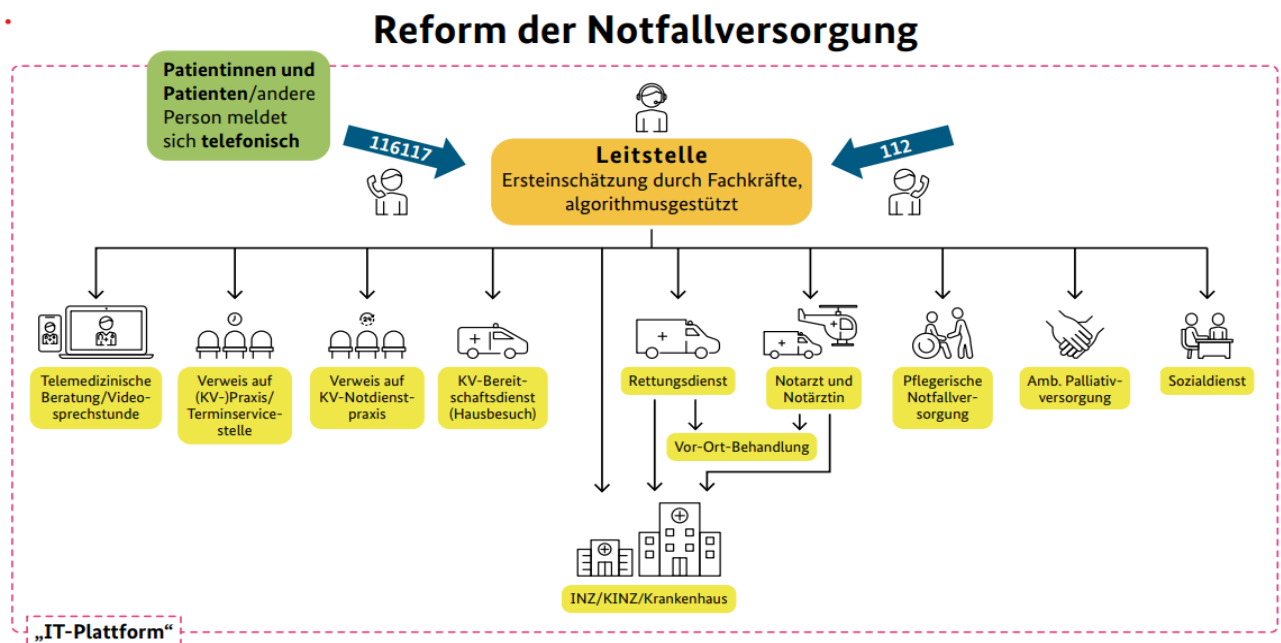 Reform der Notfallversorgung
Patientinnen und
Patienten/andere
Person meldet
sich telefonisch
116117
112
Leitstelle
Ersteinschätzung durch Fachkräfte,
algorithmusgestützt
Telemedizinische
Beratung/Video-
sprechstunde
Verweis auf
(KV-)Praxis/
Terminservice-
stelle
24
Verweis auf
KV-Notdienst-
praxis
KV-Bereit-
schaftsdienst
(Hausbesuch)
Rettungsdienst
Notarzt und
Notärztin
Vor-Ort-Behandlung
Pflegerische
Notfallver-
sorgung
Amb. Palliativ-
versorgung
Sozialdienst
INZ/KINZ/Krankenhaus
„IT-Plattform“